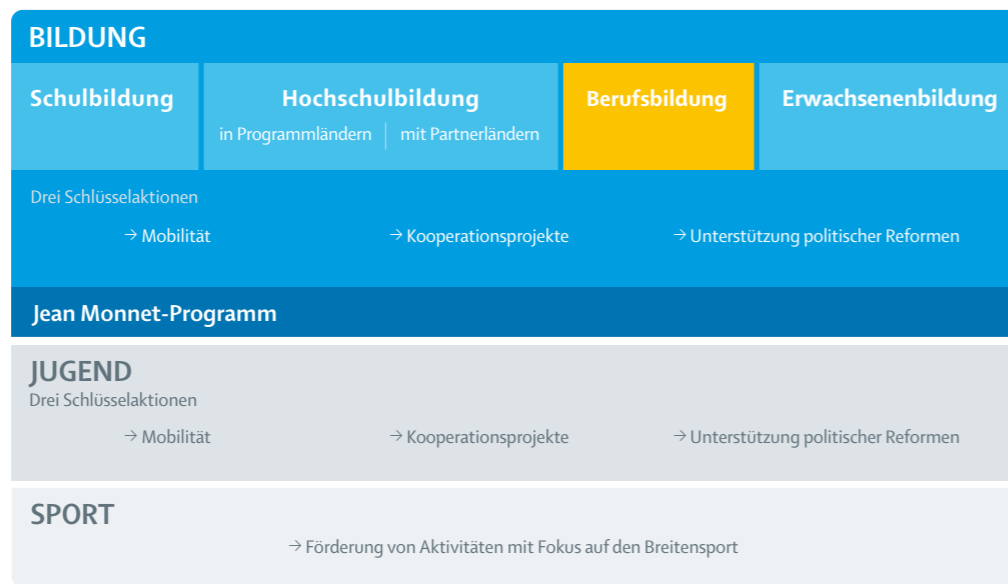 BILDUNG
Schulbildung
Hochschulbildung
in Programmländern | mit Partnerländern
Berufsbildung
Erwachsenenbildung
Drei Schlüsselaktionen
→ Mobilität → Kooperationsprojekte → Unterstützung politischer Reformen
Jean Monnet-Programm
JUGEND
Drei Schlüsselaktionen
→ Mobilität → Kooperationsprojekte → Unterstützung politischer Reformen
SPORT
→ Förderung von Aktivitäten mit Fokus auf den Breitensport